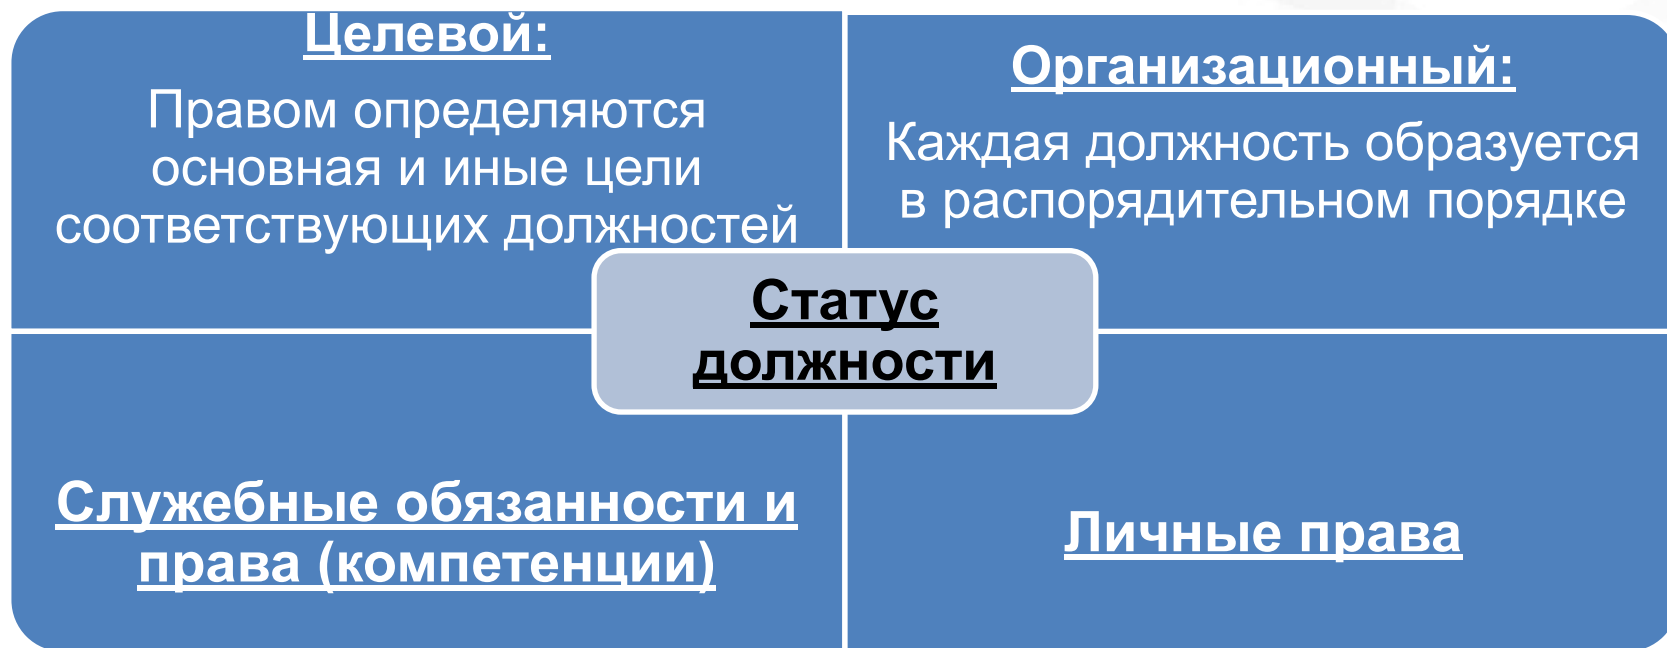 Целевой:
Правом определяются
основная и иные цели
соответствующих должностей
Организационный:
Каждая должность образуется
в распорядительном порядке
Статус
должности
Служебные обязанности и
права (компетенции)
Личные права